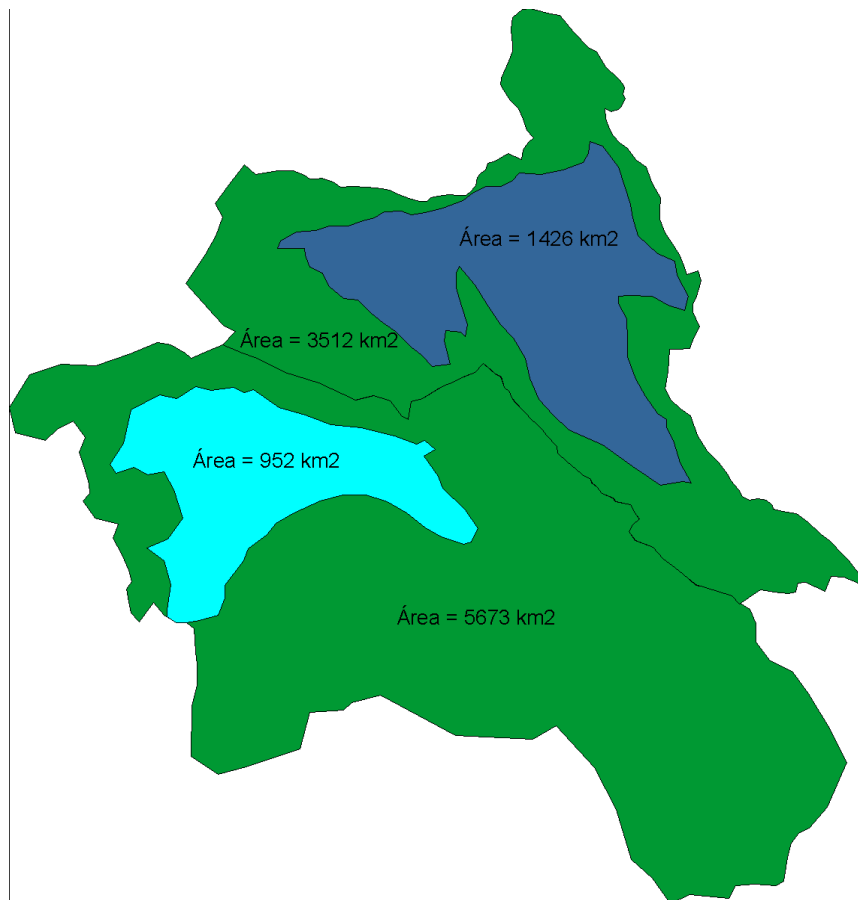 Área = 1426 km2
Área = 3512 km2
Área = 952 km2
Área = 5673 km2